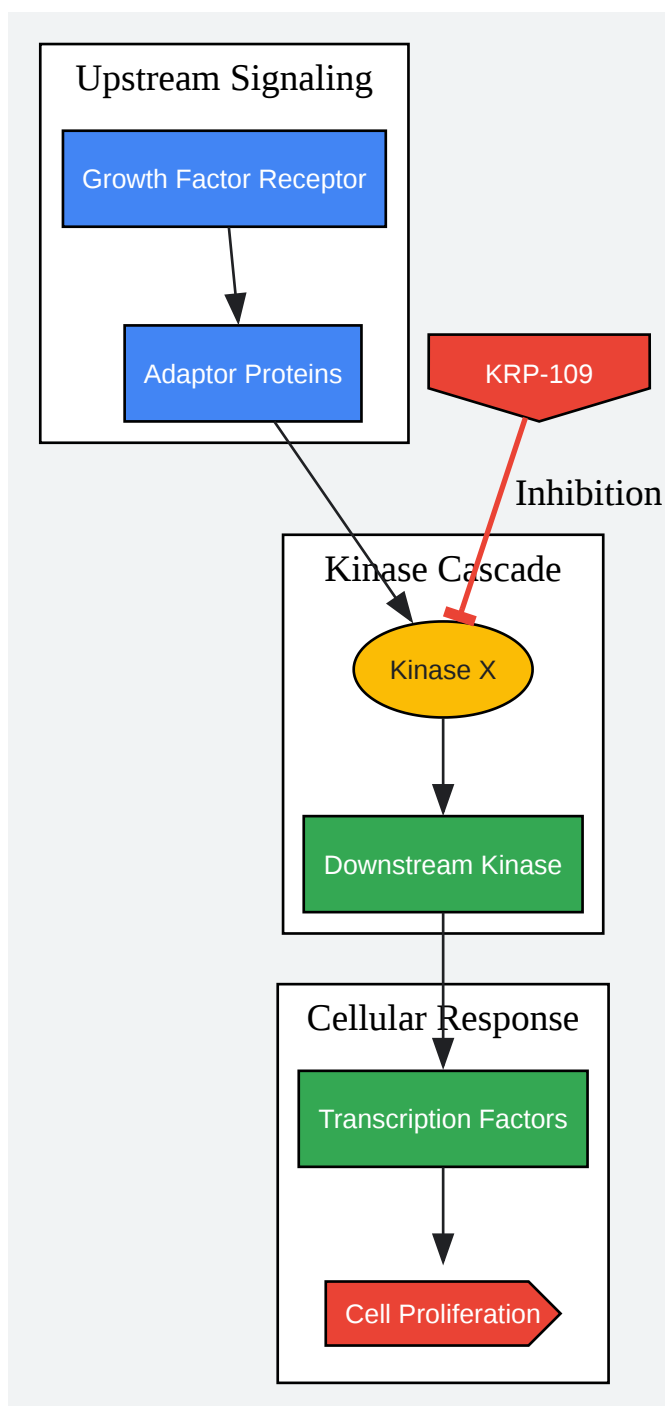 Upstream Signaling
Growth Factor Receptor
Adaptor Proteins
KRP-109
Inhibition
Kinase Cascade
Kinase X
Downstream Kinase
Cellular Response
Transcription Factors
Cell Proliferation